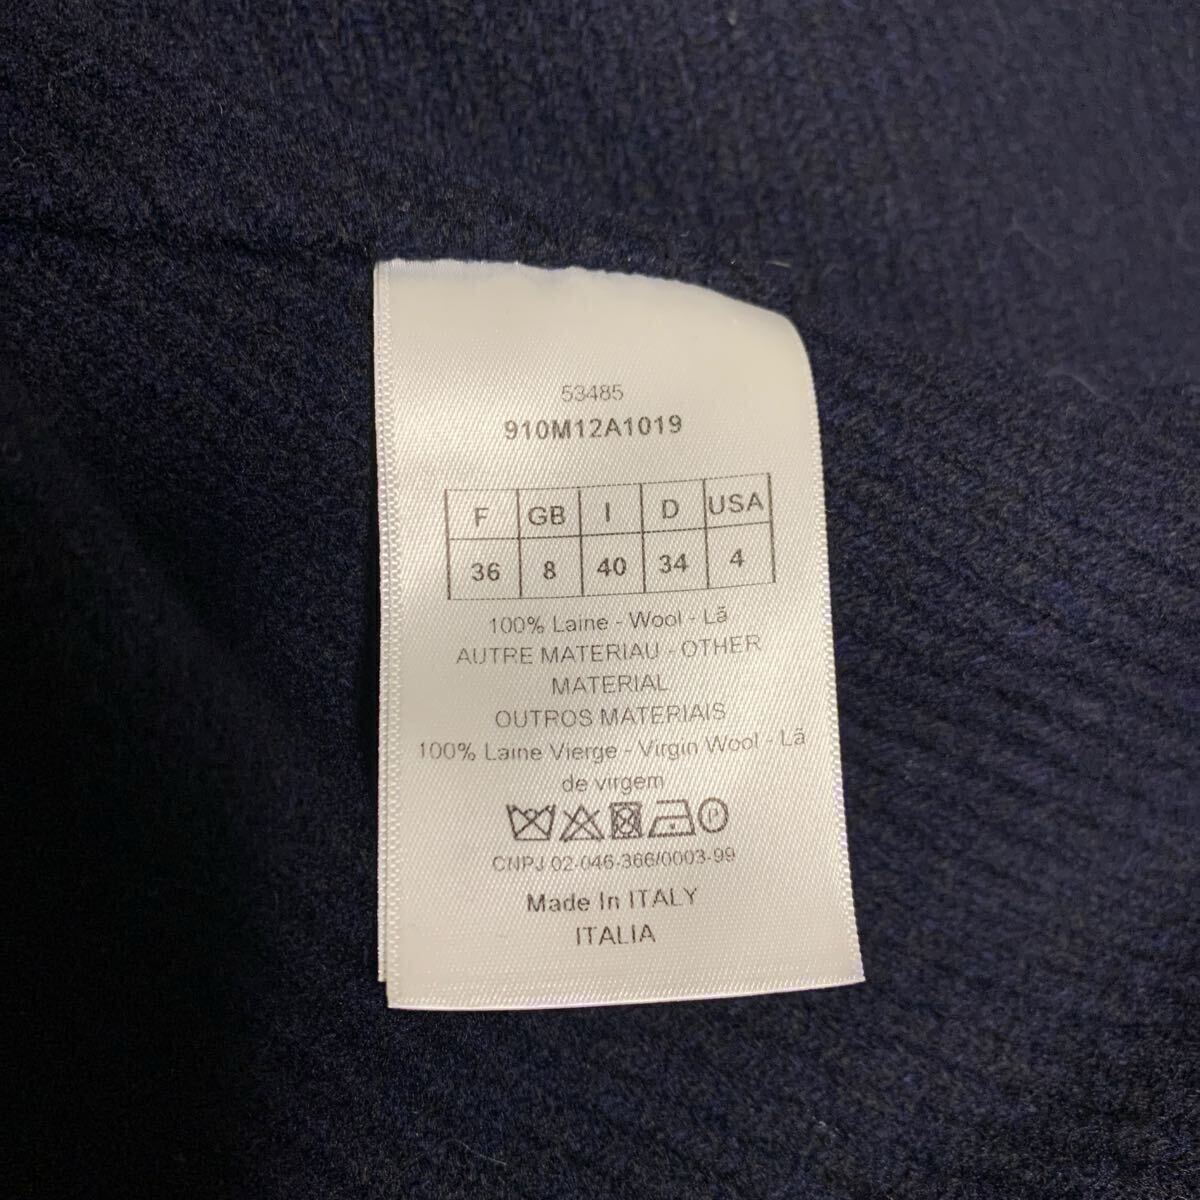 53485
910M12A1019
F GB I D USA
36 8 40 34 4
100% Laine - Wool - Lã
AUTRE MATERIAU - OTHER
MATERIAL
OUTROS MATERIAIS
100% Laine Vierge - Virgin Wool - Lã
de virgem
P
CNPJ 02-046-366/0003-99
Made In ITALY
ITALIA